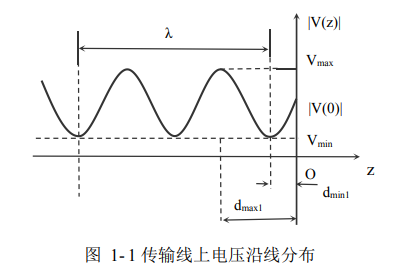 |V(z)|
λ
Vmax
|V(0)|
Vmin
z
O
dmin1
dmax1
图 1-1 传输线上电压沿线分布